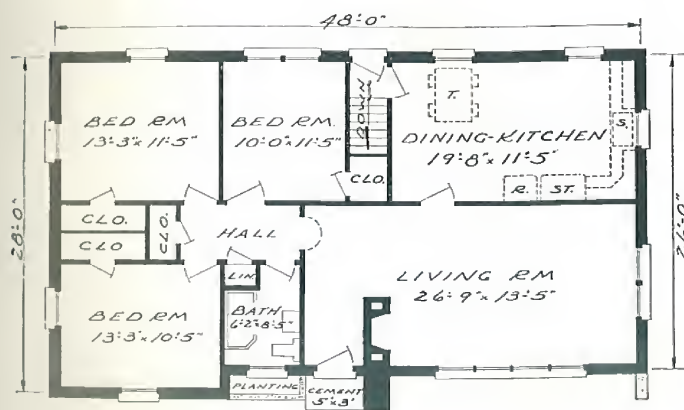 48'-0"
28'-0"
26'-0"
BED RM
13'-3" x 11'-5"
BED RM.
10'-0" x 11'-5"
DOWN
T.
DINING-KITCHEN
19'-8" x 11'-5"
S.
R.
ST.
CLO.
CLO.
CLO
CLO.
HALL
LIN.
BATH
6'-2" x 8'-5"
LIVING RM
26'-9" x 13'-5"
BED RM
13'-3" x 10'-5"
PLANTING
CEMENT
5' x 3'